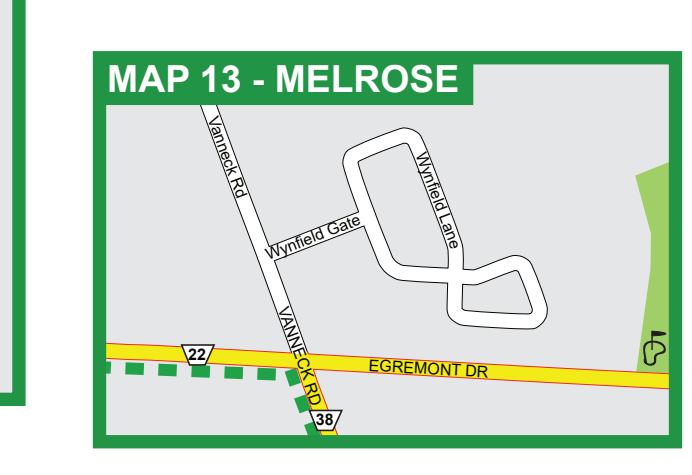 MAP 13 - MELROSE
Vanneck Rd
Wynfield Lane
Wynfield Gate
VANNECK RD
22
EGREMONT DR
38